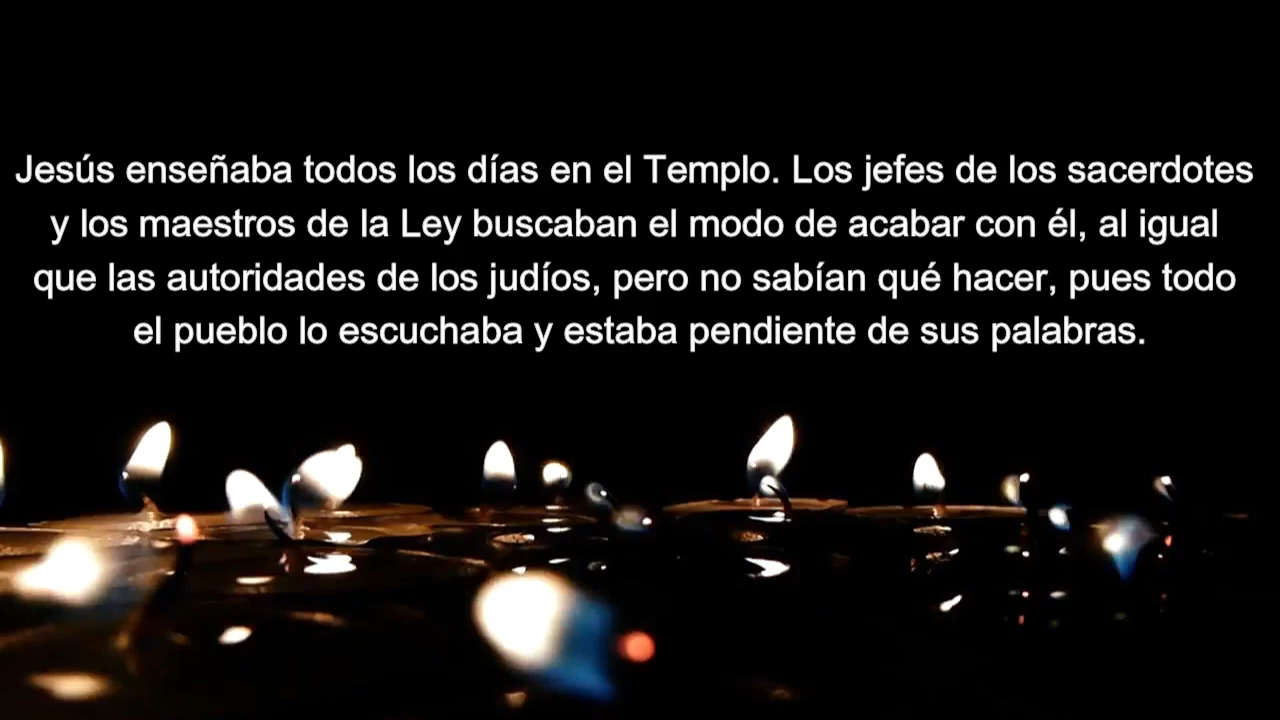 Jesús enseñaba todos los días en el Templo. Los jefes de los sacerdotes
y los maestros de la Ley buscaban el modo de acabar con él, al igual
que las autoridades de los judíos, pero no sabían qué hacer, pues todo
el pueblo lo escuchaba y estaba pendiente de sus palabras.